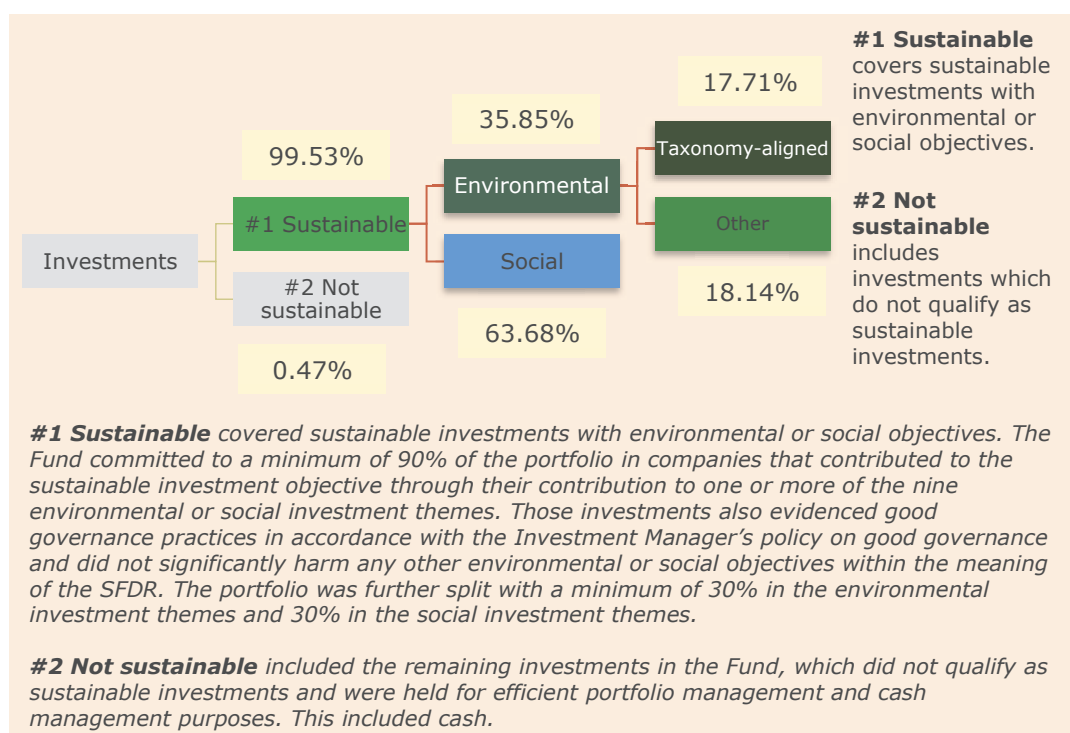 Investments
99.53%
#1 Sustainable
#2 Not
sustainable
0.47%
35.85%
Environmental
Social
63.68%
17.71%
Taxonomy-aligned
Other
18.14%
#1 Sustainable
covers sustainable
investments with
environmental or
social objectives.
#2 Not
sustainable
includes
investments which
do not qualify as
sustainable
investments.
#1 Sustainable covered sustainable investments with environmental or social objectives. The
Fund committed to a minimum of 90% of the portfolio in companies that contributed to the
sustainable investment objective through their contribution to one or more of the nine
environmental or social investment themes. Those investments also evidenced good
governance practices in accordance with the Investment Manager’s policy on good governance
and did not significantly harm any other environmental or social objectives within the meaning
of the SFDR. The portfolio was further split with a minimum of 30% in the environmental
investment themes and 30% in the social investment themes.
#2 Not sustainable included the remaining investments in the Fund, which did not qualify as
sustainable investments and were held for efficient portfolio management and cash
management purposes. This included cash.